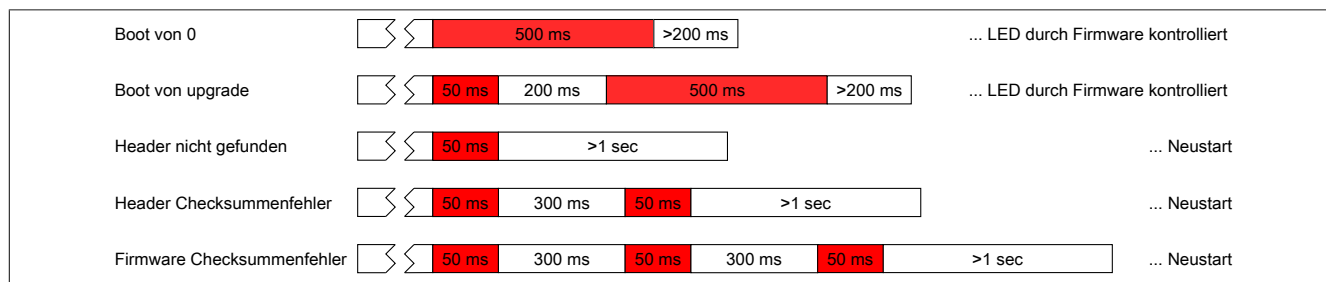 Boot von 0 500 ms >200 ms ... LED durch Firmware kontrolliert
Boot von upgrade 50 ms 200 ms 500 ms >200 ms ... LED durch Firmware kontrolliert
Header nicht gefunden 50 ms >1 sec ... Neustart
Header Checksummenfehler 50 ms 300 ms 50 ms >1 sec ... Neustart
Firmware Checksummenfehler 50 ms 300 ms 50 ms 300 ms 50 ms >1 sec ... Neustart